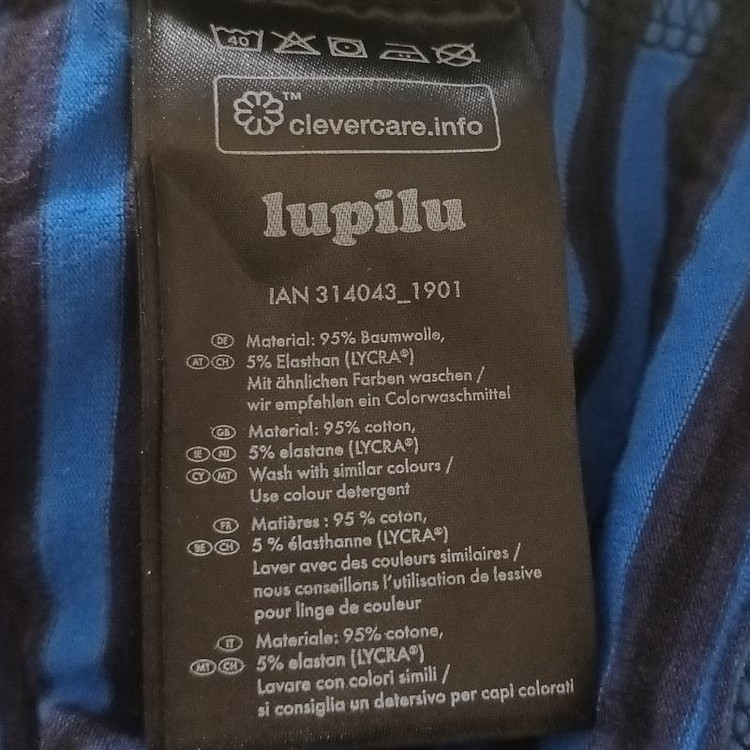 40
clevercare.info™
lupilu
IAN 314043_1901
DE Material: 95% Baumwolle,
AT CH 5% Elasthan (LYCRA®)
Mit ähnlichen Farben waschen /
wir empfehlen ein Colorwaschmittel
GB Material: 95% cotton,
IE NI 5% elastane (LYCRA®)
CY MT Wash with similar colours /
Use colour detergent
FR Matières : 95 % coton,
BE CH 5 % élasthanne (LYCRA®)
Laver avec des couleurs similaires /
nous conseillons l'utilisation de lessive
pour linge de couleur
IT Materiale: 95% cotone,
MT CH 5% elastan (LYCRA®)
Lavare con colori simili /
si consiglia un detersivo per capi colorati